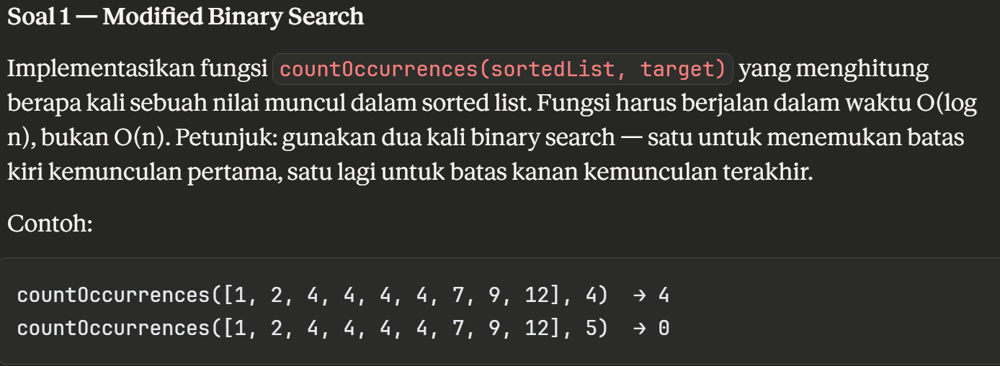 Soal 1 — Modified Binary Search
Implementasikan fungsi countOccurrences(sortedList, target) yang menghitung
berapa kali sebuah nilai muncul dalam sorted list. Fungsi harus berjalan dalam waktu O(log
n), bukan O(n). Petunjuk: gunakan dua kali binary search — satu untuk menemukan batas
kiri kemunculan pertama, satu lagi untuk batas kanan kemunculan terakhir.
Contoh:
countOccurrences([1, 2, 4, 4, 4, 4, 7, 9, 12], 4) → 4
countOccurrences([1, 2, 4, 4, 4, 4, 7, 9, 12], 5) → 0